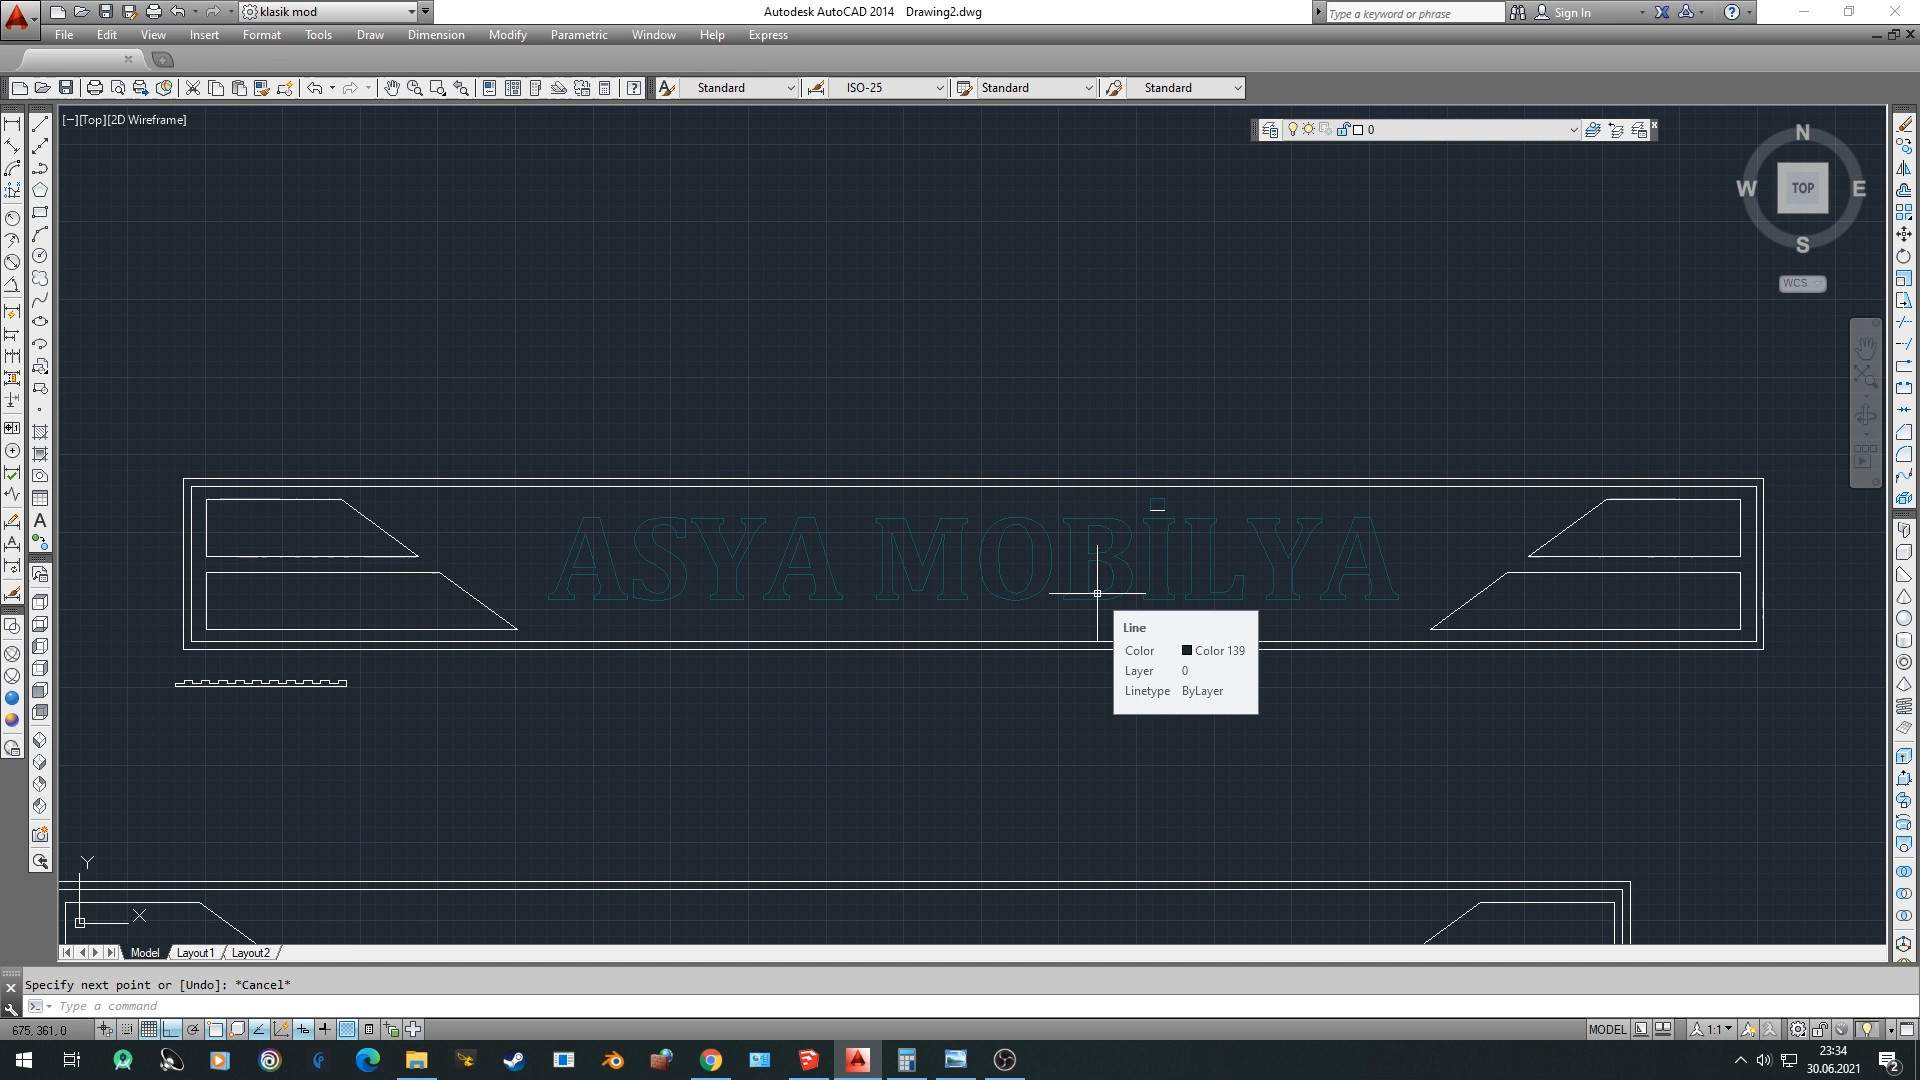 klasik mod
Autodesk AutoCAD 2014 Drawing2.dwg
Type a keyword or phrase
Sign In
File Edit View Insert Format Tools Draw Dimension Modify Parametric Window Help Express
Standard ISO-25 Standard Standard
[−][Top][2D Wireframe]
0
N
W TOP E
S
WCS
ASYA MOBİLYA
Line
Color Color 139
Layer 0
Linetype ByLayer
Y
X
Model Layout1 Layout2
Specify next point or [Undo]: *Cancel*
Type a command
675, 361, 0
MODEL 1:1
23:34
30.06.2021
2